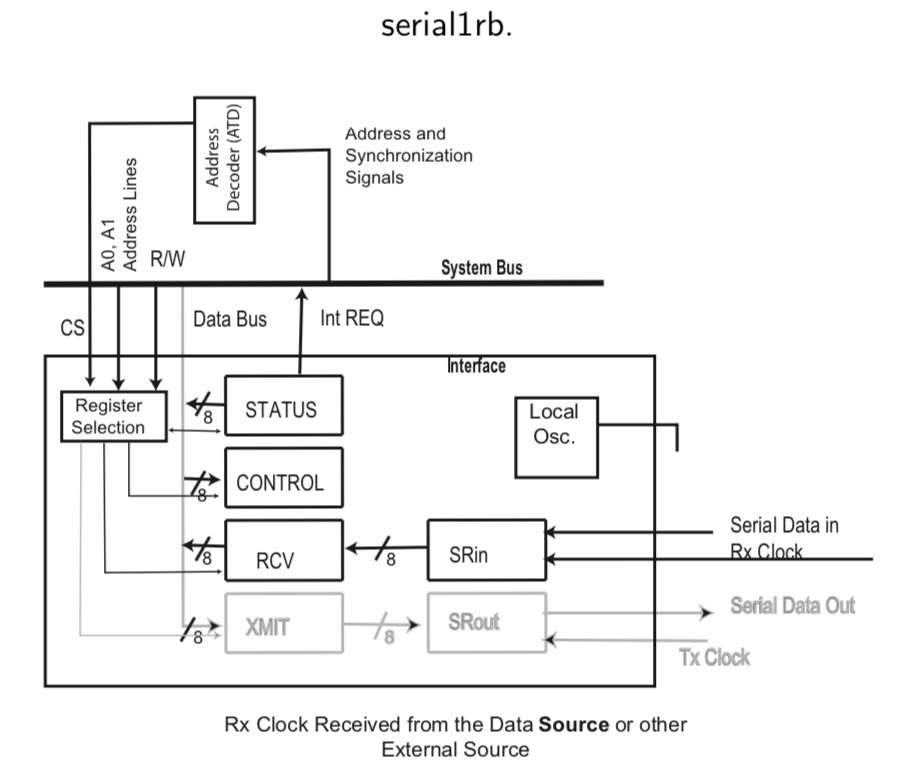 serial1rb.
Address
Decoder (ATD)
Address and
Synchronization
Signals
A0, A1
Address Lines
R/W
System Bus
CS
Data Bus
Int REQ
Interface
Register
Selection
8
STATUS
Local
Osc.
8
CONTROL
8
RCV
8
SRin
Serial Data in
Rx Clock
8
XMIT
8
SRout
Serial Data Out
Tx Clock
Rx Clock Received from the Data Source or other
External Source